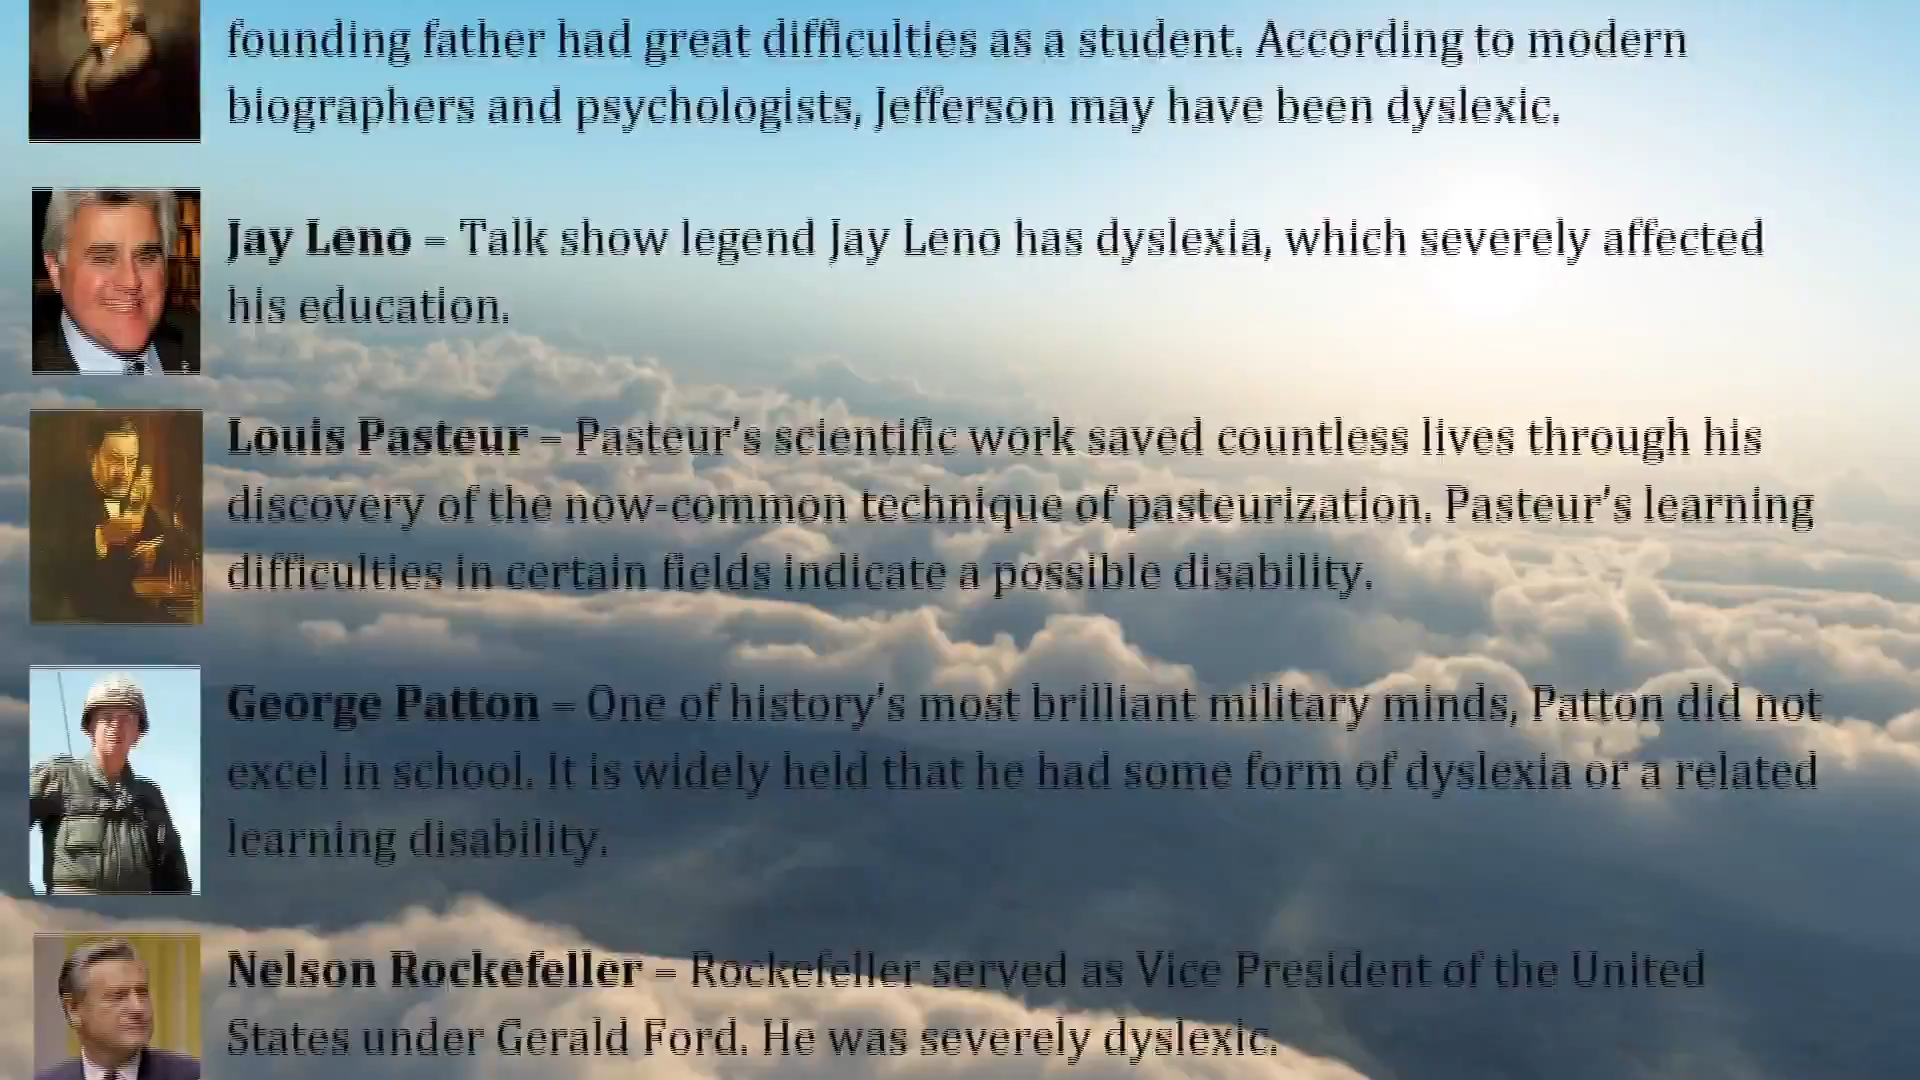 founding father had great difficulties as a student. According to modern
biographers and psychologists, Jefferson may have been dyslexic.
Jay Leno – Talk show legend Jay Leno has dyslexia, which severely affected
his education.
Louis Pasteur – Pasteur's scientific work saved countless lives through his
discovery of the now-common technique of pasteurization. Pasteur's learning
difficulties in certain fields indicate a possible disability.
George Patton – One of history's most brilliant military minds, Patton did not
excel in school. It is widely held that he had some form of dyslexia or a related
learning disability.
Nelson Rockefeller – Rockefeller served as Vice President of the United
States under Gerald Ford. He was severely dyslexic.